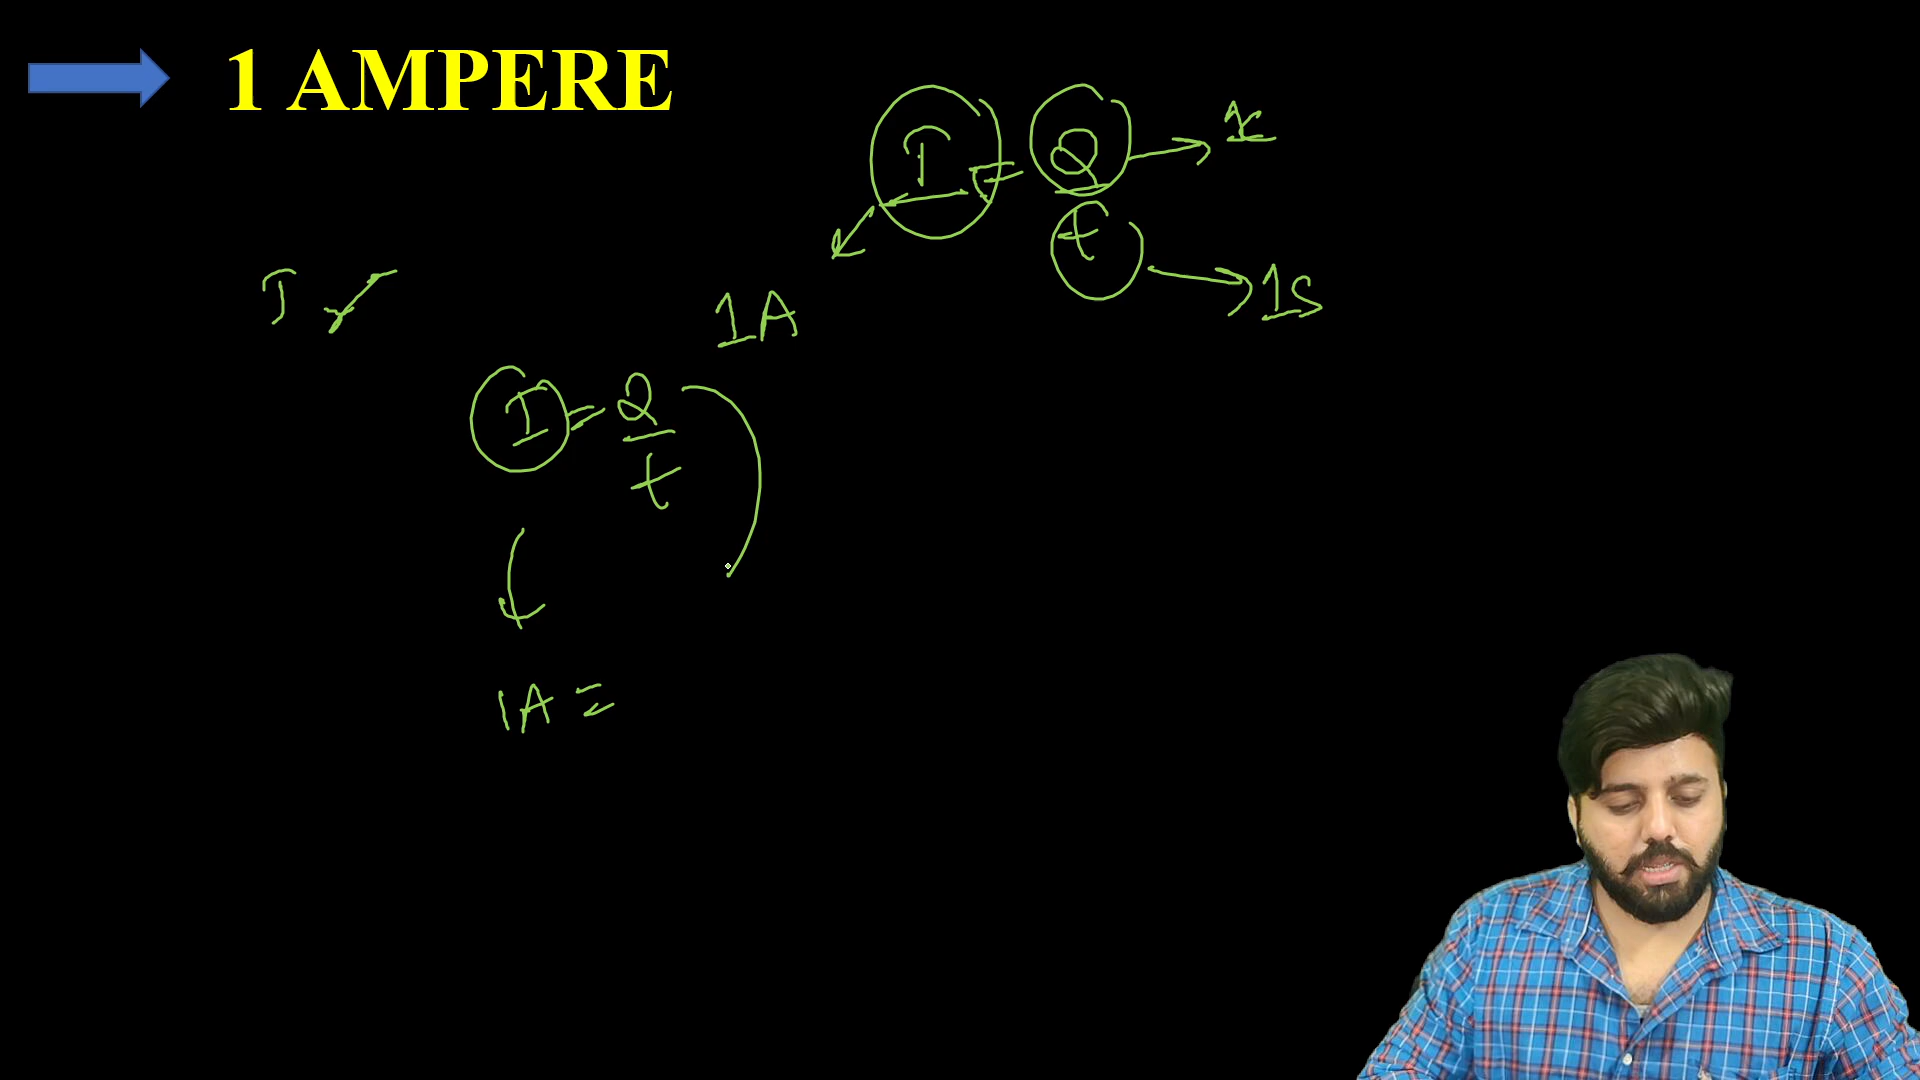 1 AMPERE
I = Q → 1C
t → 1s
I
1A
I = Q
t
1A =